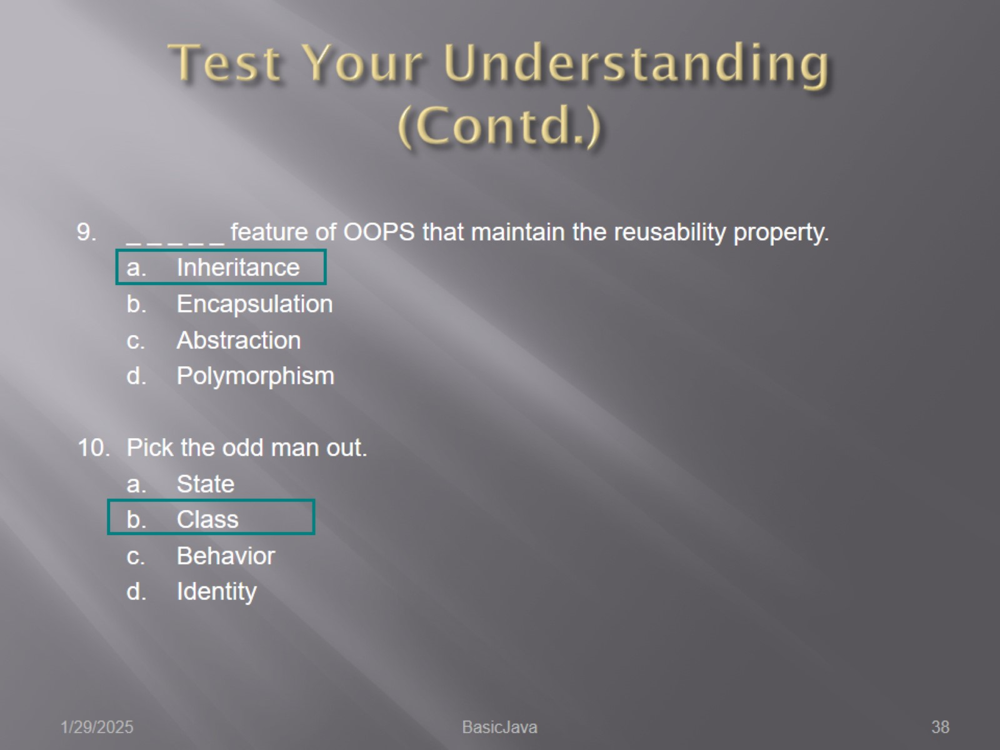 Test Your Understanding
(Contd.)
9. _ _ _ _ _ feature of OOPS that maintain the reusability property.
a. Inheritance
b. Encapsulation
c. Abstraction
d. Polymorphism
10. Pick the odd man out.
a. State
b. Class
c. Behavior
d. Identity
1/29/2025 BasicJava 38